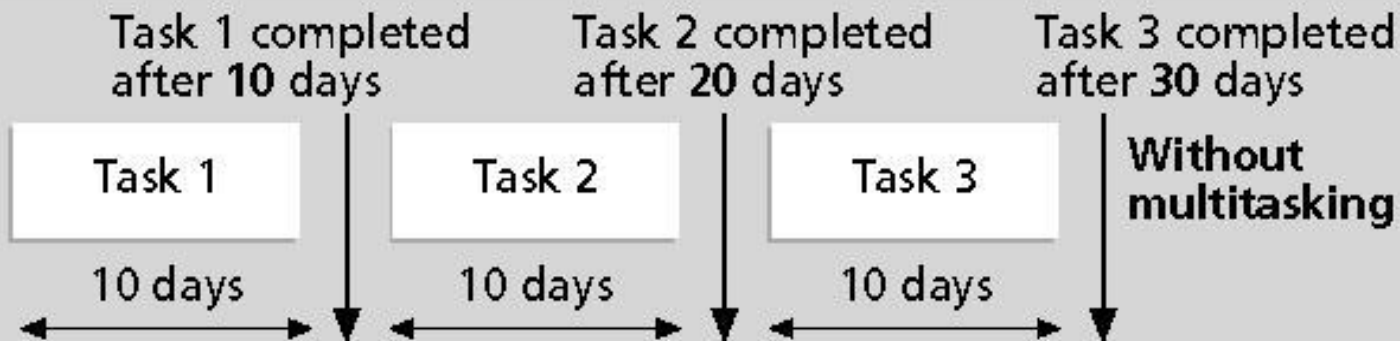 Task 1 completed
after 10 days
Task 2 completed
after 20 days
Task 3 completed
after 30 days
Task 1
Task 2
Task 3
Without
multitasking
10 days
10 days
10 days